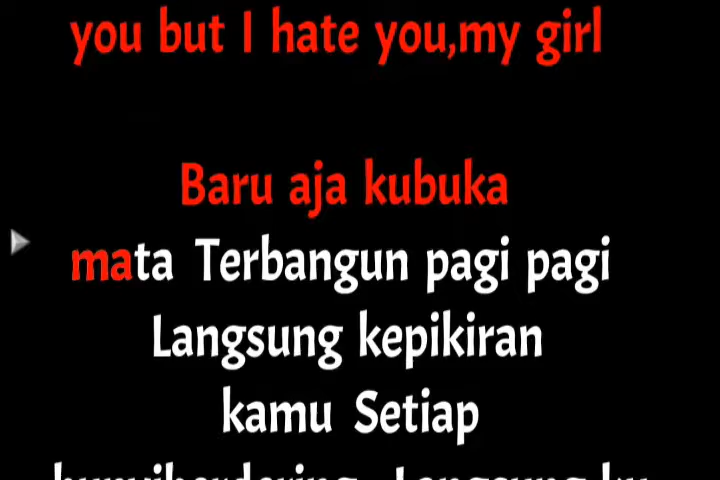 you but I hate you,my girl
Baru aja kubuka
mata Terbangun pagi pagi
Langsung kepikiran
kamu Setiap